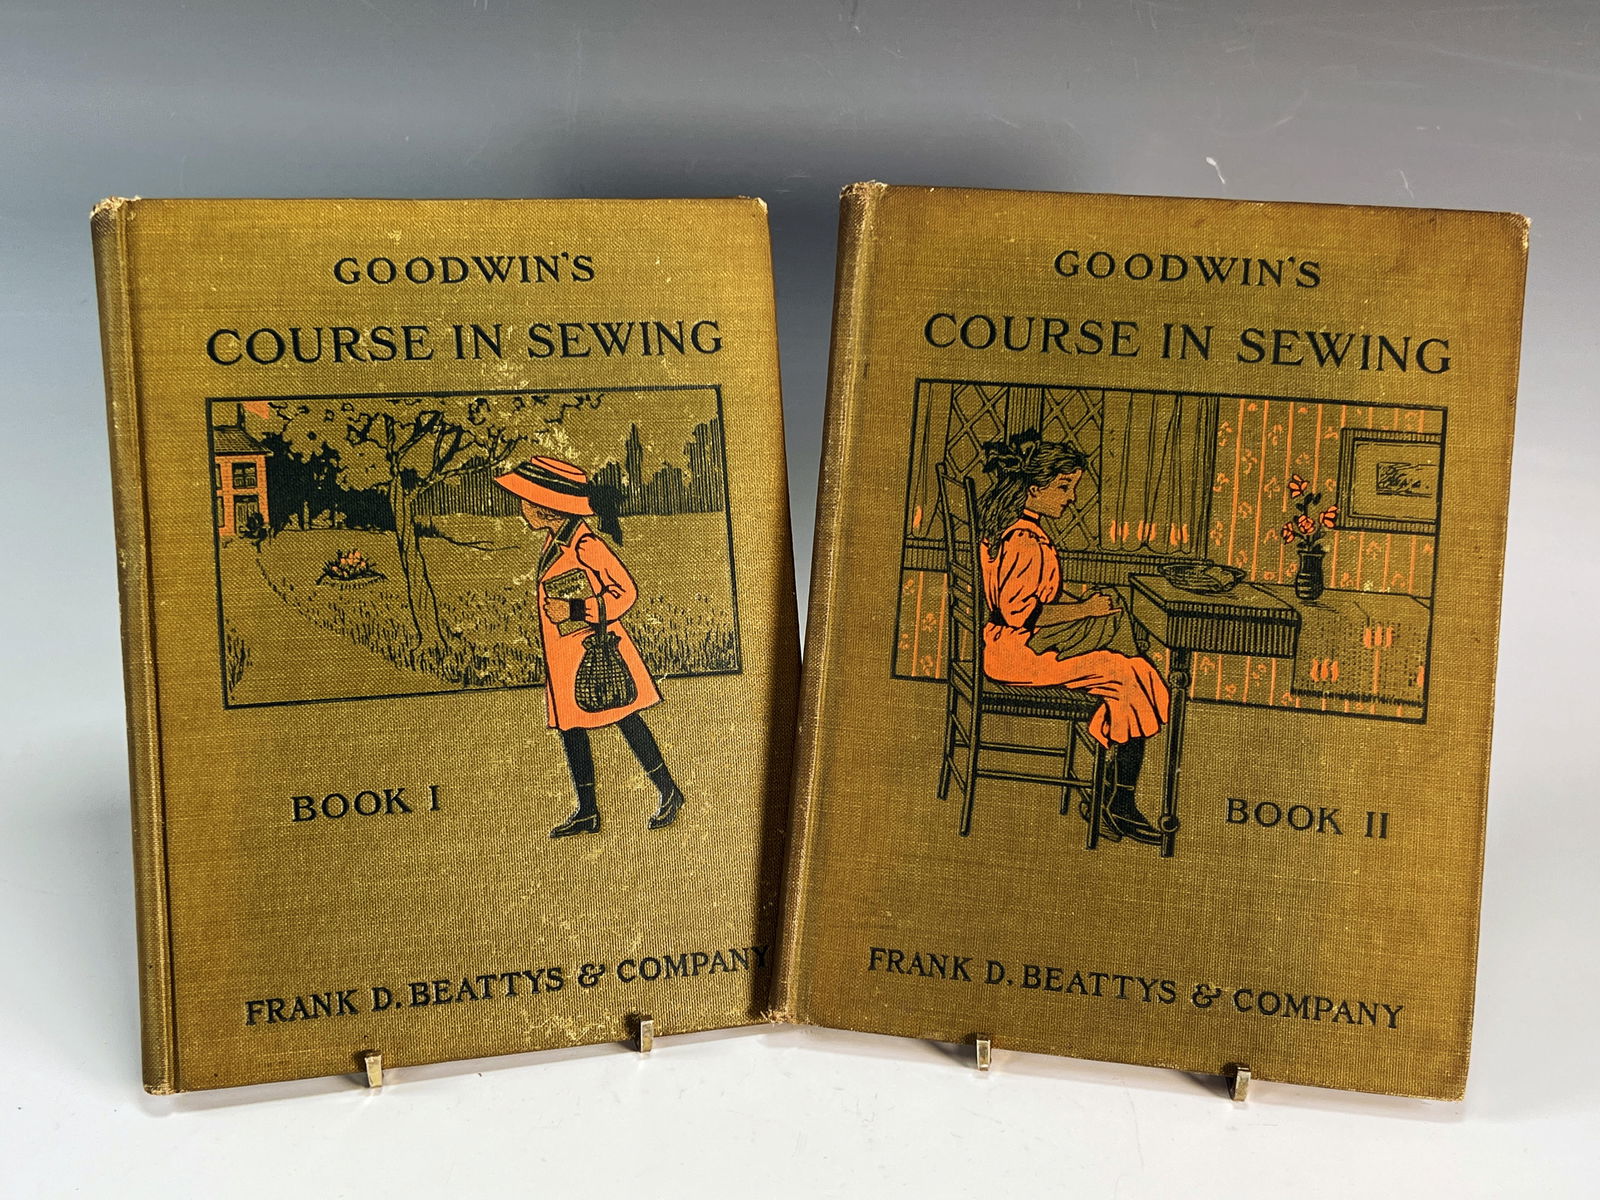 GOODWIN'S
COURSE IN SEWING
BOOK I
FRANK D. BEATTYS & COMPANY
GOODWIN'S
COURSE IN SEWING
BOOK II
FRANK D. BEATTYS & COMPANY